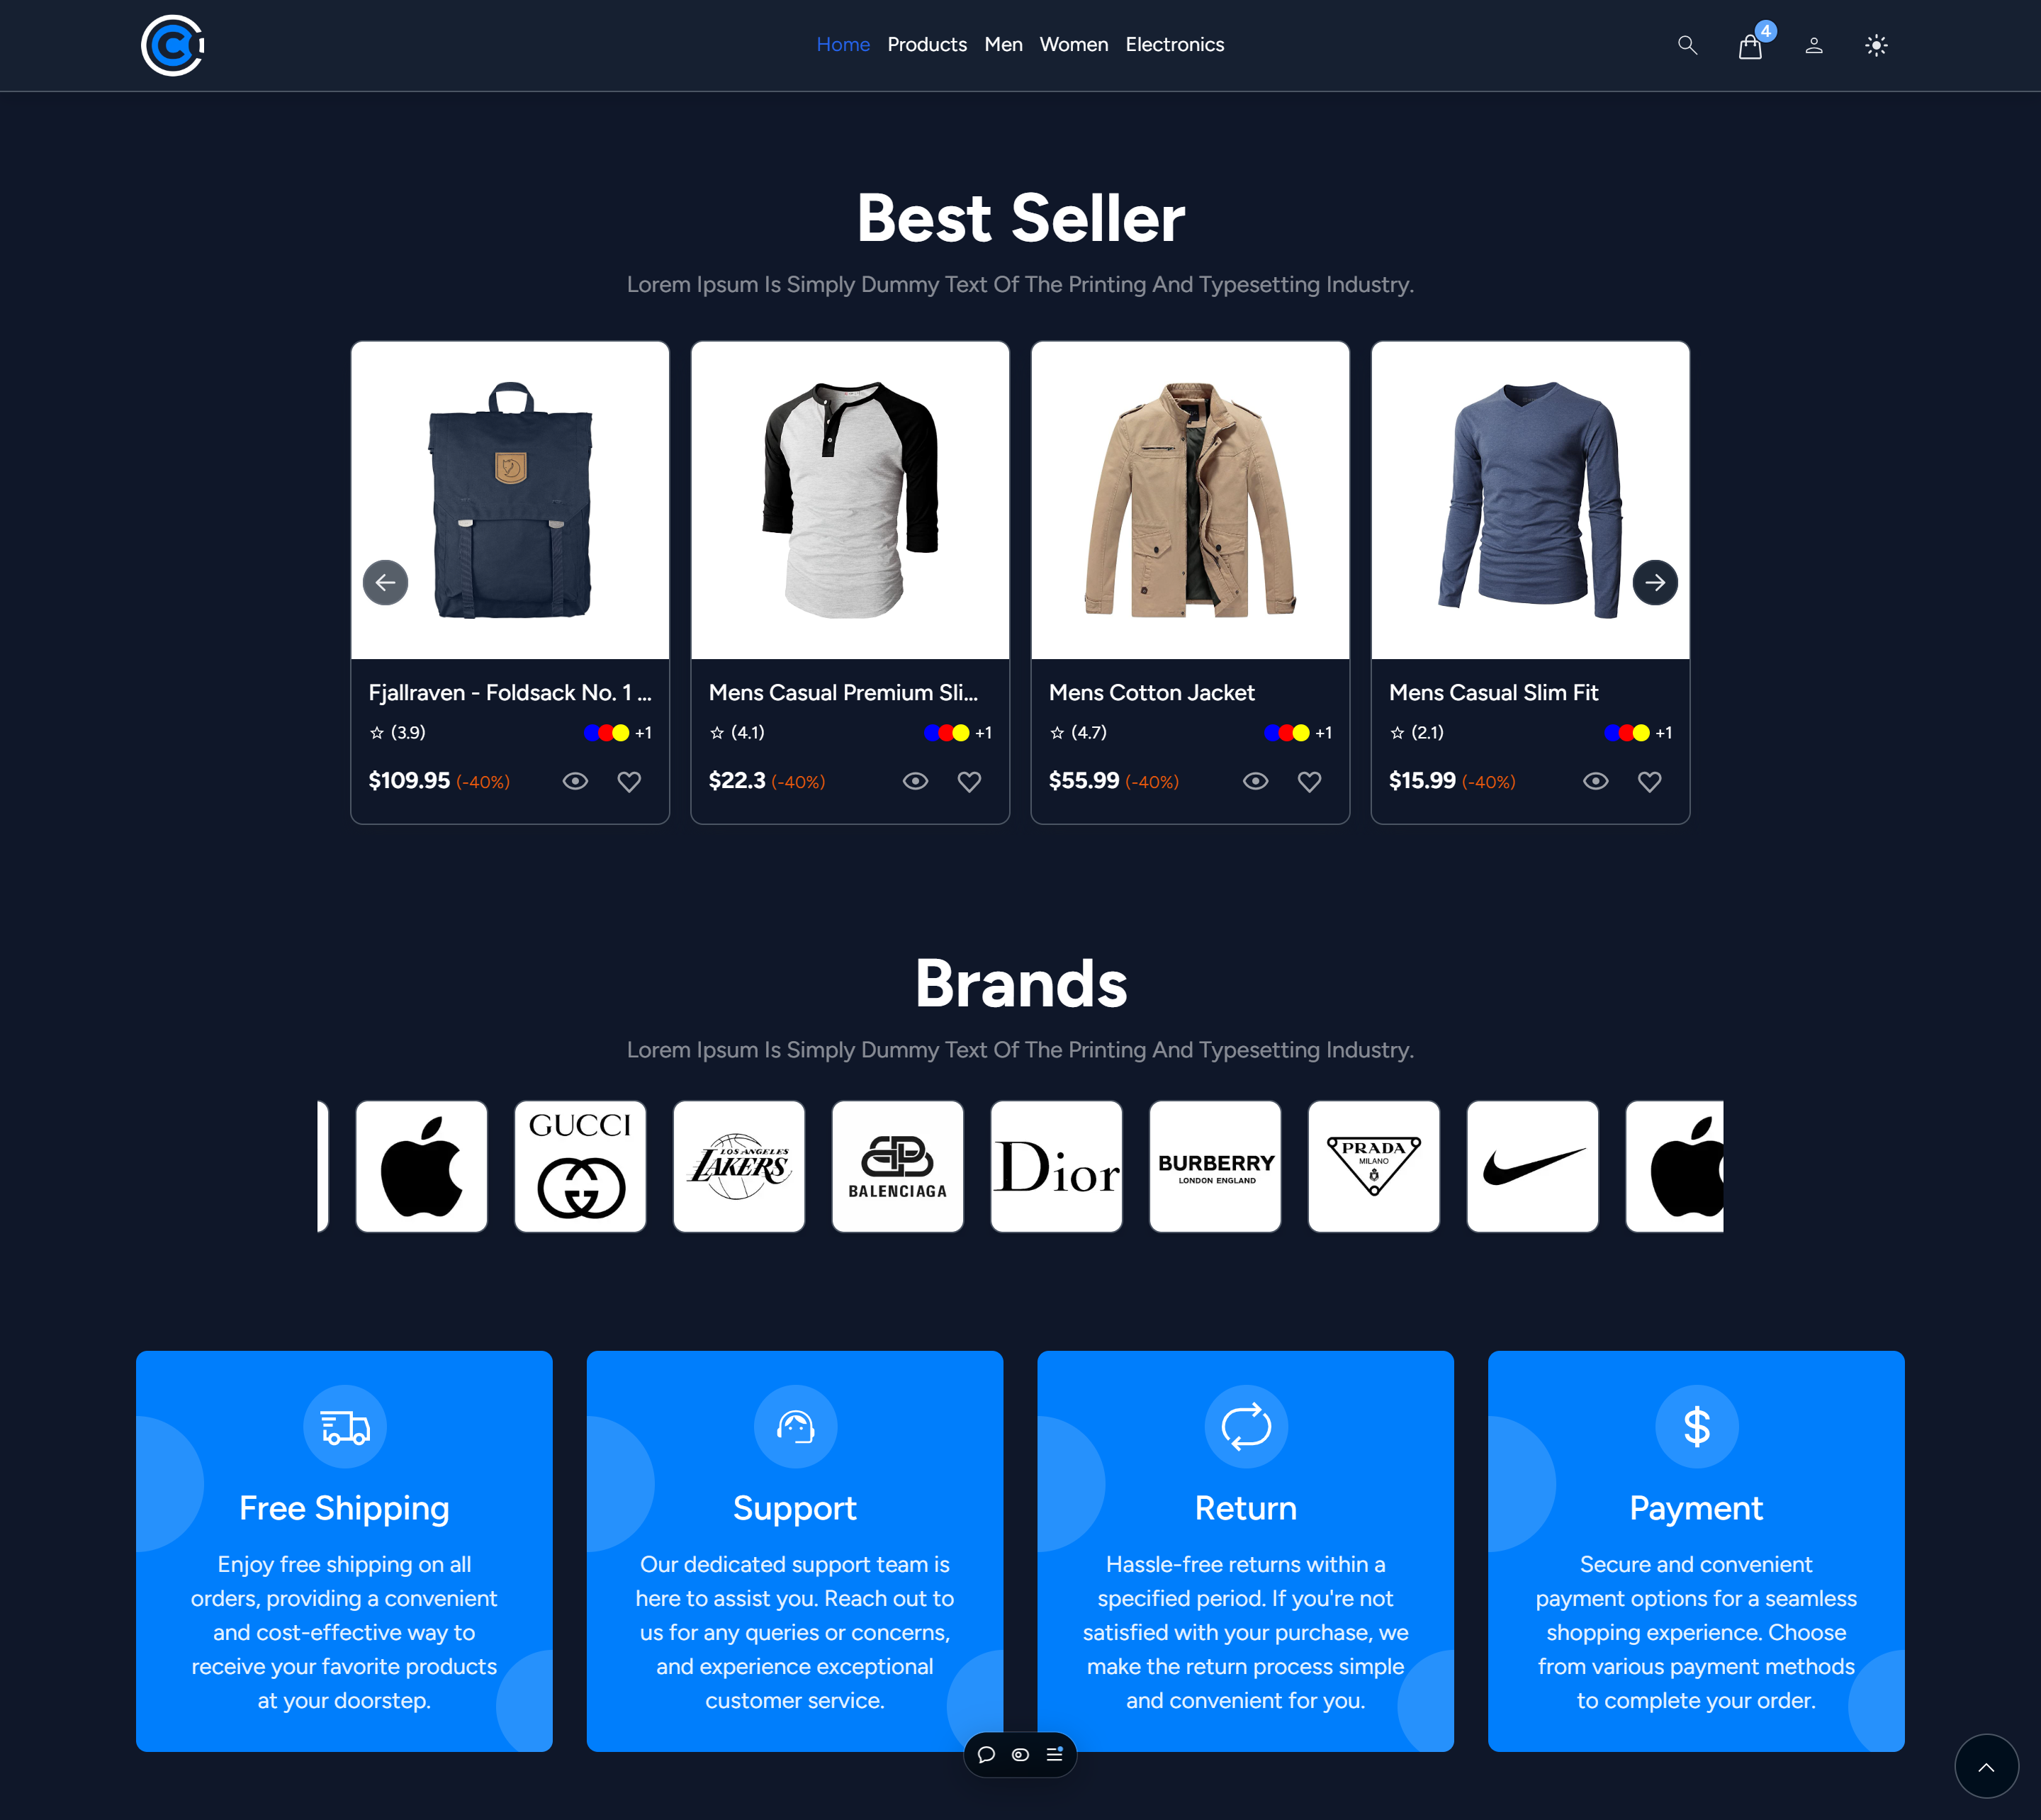 Home Products Men Women Electronics
4
Best Seller
Lorem Ipsum Is Simply Dummy Text Of The Printing And Typesetting Industry.
Fjallraven - Foldsack No. 1 ...
(3.9) +1
$109.95 (-40%)
Mens Casual Premium Sli...
(4.1) +1
$22.3 (-40%)
Mens Cotton Jacket
(4.7) +1
$55.99 (-40%)
Mens Casual Slim Fit
(2.1) +1
$15.99 (-40%)
Brands
Lorem Ipsum Is Simply Dummy Text Of The Printing And Typesetting Industry.
GUCCI
LOS ANGELES
LAKERS
BALENCIAGA
Dior
BURBERRY
LONDON ENGLAND
PRADA
MILANO
Free Shipping
Enjoy free shipping on all
orders, providing a convenient
and cost-effective way to
receive your favorite products
at your doorstep.
Support
Our dedicated support team is
here to assist you. Reach out to
us for any queries or concerns,
and experience exceptional
customer service.
Return
Hassle-free returns within a
specified period. If you're not
satisfied with your purchase, we
make the return process simple
and convenient for you.
$
Payment
Secure and convenient
payment options for a seamless
shopping experience. Choose
from various payment methods
to complete your order.